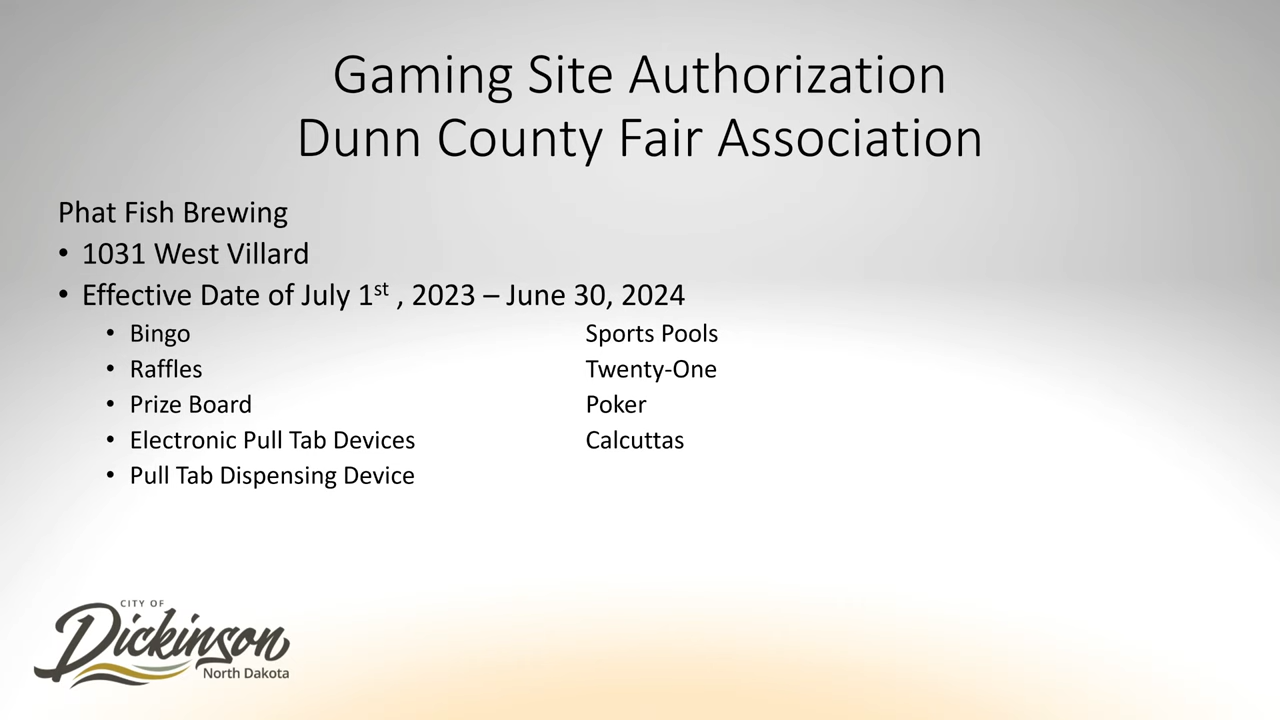 Gaming Site Authorization
Dunn County Fair Association
Phat Fish Brewing
• 1031 West Villard
• Effective Date of July 1st , 2023 – June 30, 2024
• Bingo Sports Pools
• Raffles Twenty-One
• Prize Board Poker
• Electronic Pull Tab Devices Calcuttas
• Pull Tab Dispensing Device
CITY OF
Dickinson
North Dakota